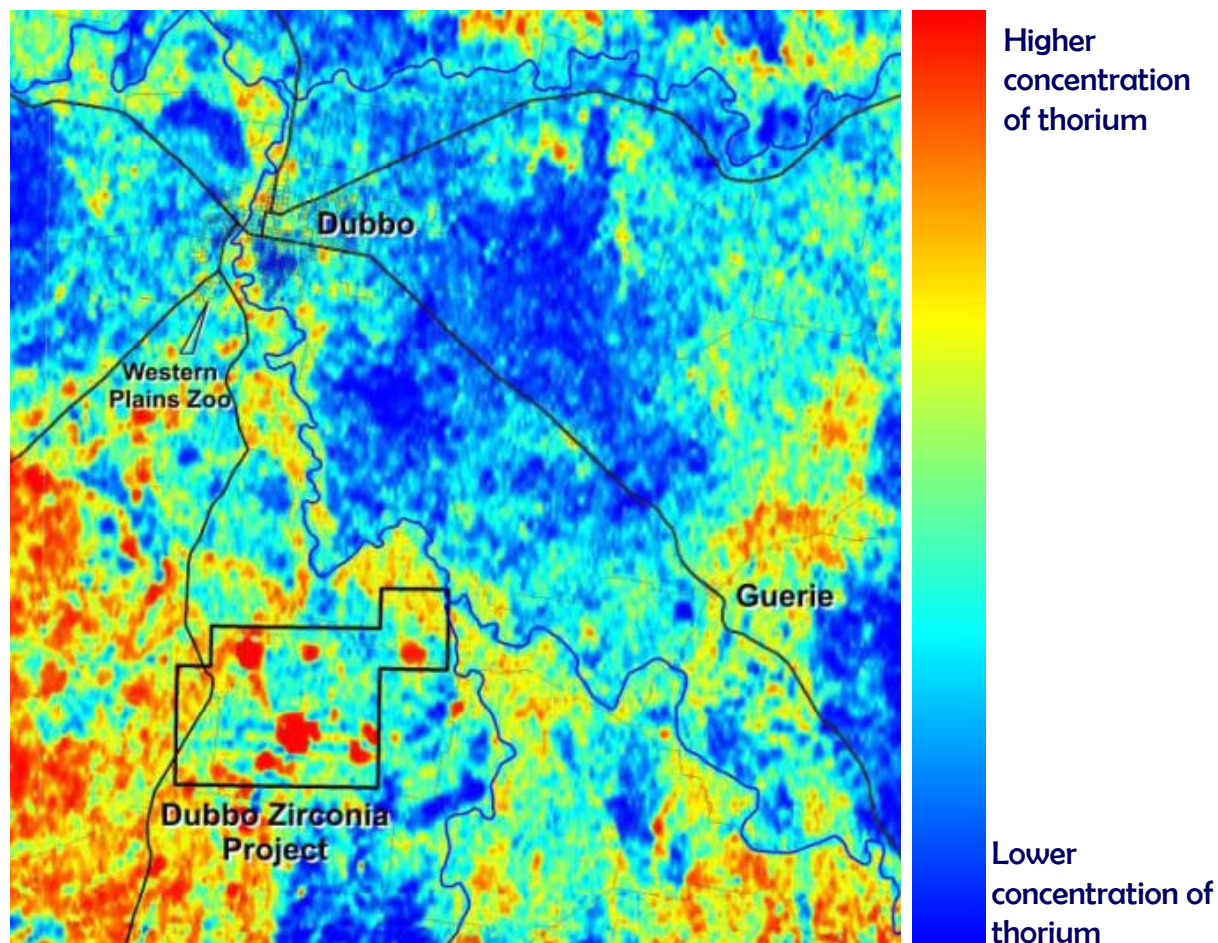 Higher
concentration
of thorium
Dubbo
Western
Plains Zoo
Guerie
Dubbo Zirconia
Project
Lower
concentration of
thorium